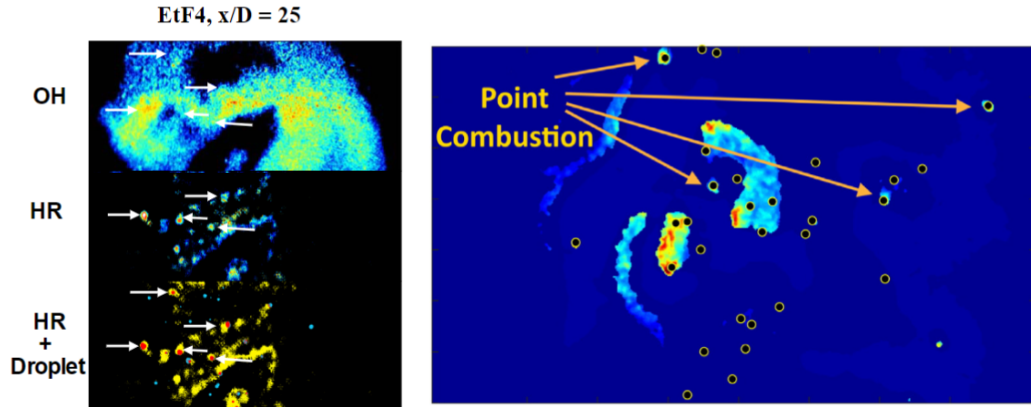 EtF4, x/D = 25
OH
HR
HR
+
Droplet
Point
Combustion